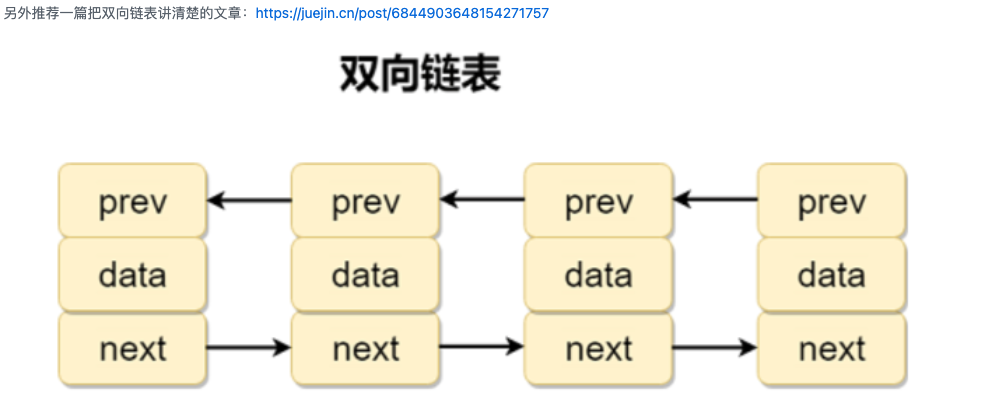 另外推荐一篇把双向链表讲清楚的文章：https://juejin.cn/post/6844903648154271757
双向链表
prev prev prev prev
data data data data
next next next next